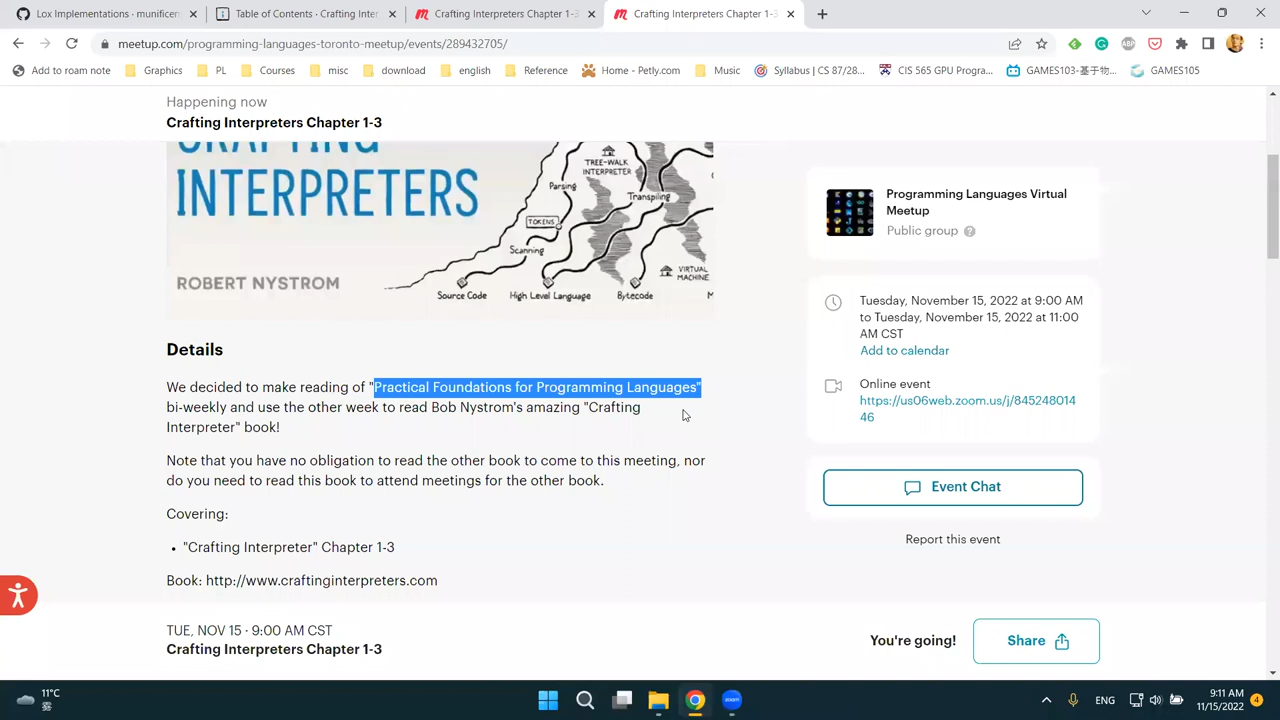 Lox Implementations · munificen
Table of Contents · Crafting Inter
Crafting Interpreters Chapter 1-3
Crafting Interpreters Chapter 1-3
meetup.com/programming-languages-toronto-meetup/events/289432705/
Add to roam note
Graphics
PL
Courses
misc
download
english
Reference
Home - Petly.com
Music
Syllabus | CS 87/28...
CIS 565 GPU Progra...
GAMES103-基于物...
GAMES105
Happening now
Crafting Interpreters Chapter 1-3
CRAFTING
INTERPRETERS
ROBERT NYSTROM
TREE-WALK
INTERPRETER
Parsing
Transpiling
TOKENS
Scanning
VIRTUAL
MACHINE
Source Code
High Level Language
Bytecode
M
Programming Languages Virtual
Meetup
Public group
Tuesday, November 15, 2022 at 9:00 AM
to Tuesday, November 15, 2022 at 11:00
AM CST
Add to calendar
Online event
https://us06web.zoom.us/j/845248014
46
Event Chat
Report this event
Details
We decided to make reading of "Practical Foundations for Programming Languages"
bi-weekly and use the other week to read Bob Nystrom's amazing "Crafting
Interpreter" book!
Note that you have no obligation to read the other book to come to this meeting, nor
do you need to read this book to attend meetings for the other book.
Covering:
• "Crafting Interpreter" Chapter 1-3
Book: http://www.craftinginterpreters.com
TUE, NOV 15 · 9:00 AM CST
Crafting Interpreters Chapter 1-3
You're going!
Share
11°C
雾
zoom
ENG
9:11 AM
11/15/2022
4